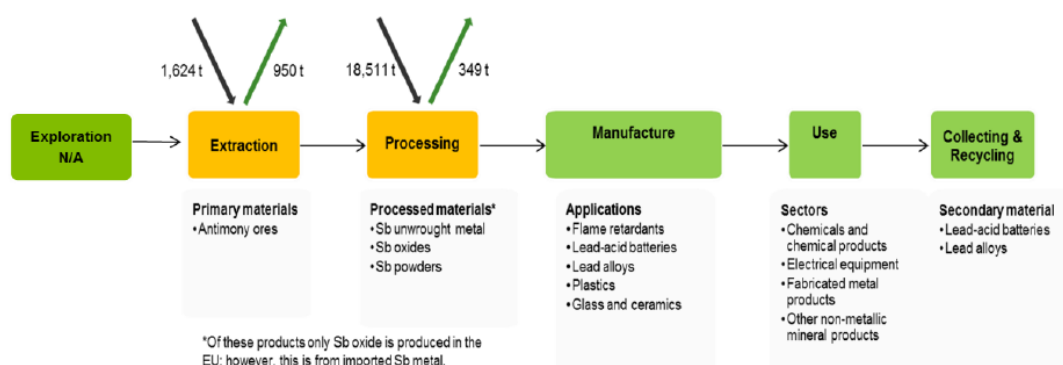 1,624 t
950 t
18,511 t
349 t
Exploration
N/A
Extraction
Processing
Manufacture
Use
Collecting &
Recycling
Primary materials
•Antimony ores
Processed materials*
•Sb unwrought metal
•Sb oxides
•Sb powders
Applications
•Flame retardants
•Lead-acid batteries
•Lead alloys
•Plastics
•Glass and ceramics
Sectors
•Chemicals and
chemical products
•Electrical equipment
•Fabricated metal
products
•Other non-metallic
mineral products
Secondary material
•Lead-acid batteries
•Lead alloys
*Of these products only Sb oxide is produced in the
EU; however, this is from imported Sb metal.